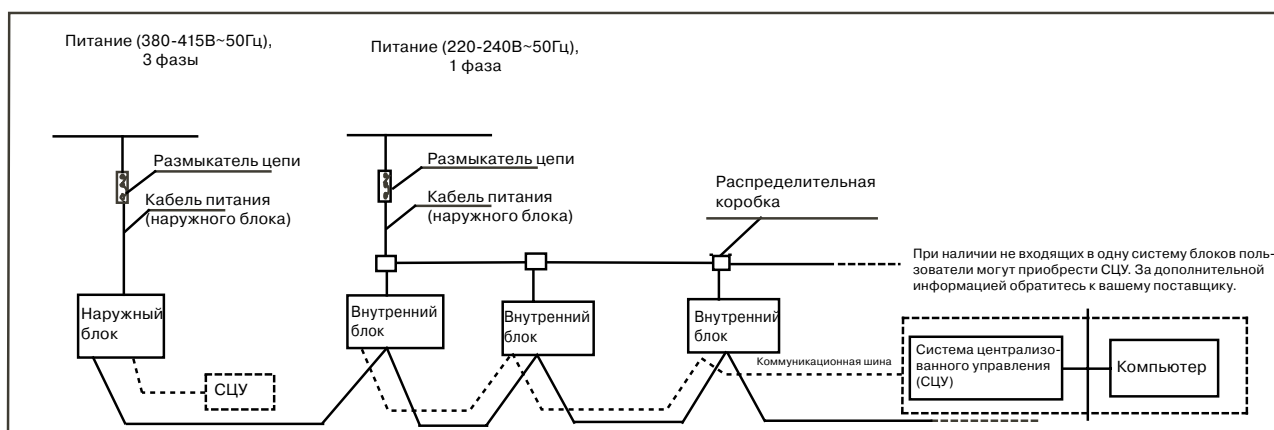 Питание (380-415В~50Гц),
3 фазы
Питание (220-240В~50Гц),
1 фаза
Размыкатель цепи
Кабель питания
(наружного блока)
Размыкатель цепи
Кабель питания
(наружного блока)
Распределительная
коробка
При наличии не входящих в одну систему блоков поль-
зователи могут приобрести СЦУ. За дополнительной
информацией обратитесь к вашему поставщику.
Наружный
блок
Внутренний
блок
Внутренний
блок
Внутренний
блок
СЦУ
Коммуникационная шина
Система централизо-
ванного управления
(СЦУ)
Компьютер